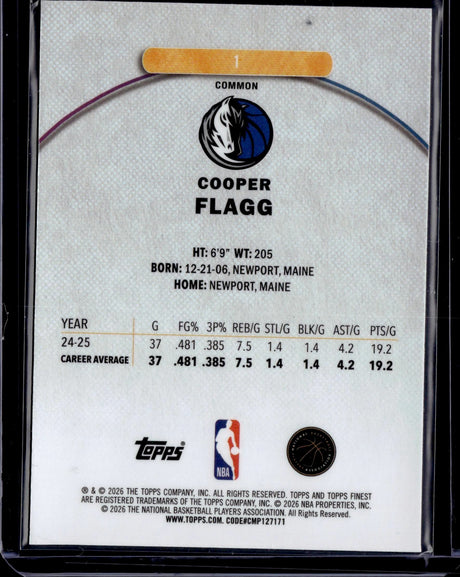 1
COMMON
COOPER
FLAGG
HT: 6'9" WT: 205
BORN: 12-21-06, NEWPORT, MAINE
HOME: NEWPORT, MAINE
YEAR G FG% 3P% REB/G STL/G BLK/G AST/G PTS/G
24-25 37 .481 .385 7.5 1.4 1.4 4.2 19.2
CAREER AVERAGE 37 .481 .385 7.5 1.4 1.4 4.2 19.2
Topps
NBA
® & © 2026 THE TOPPS COMPANY, INC. ALL RIGHTS RESERVED. TOPPS AND TOPPS FINEST
ARE REGISTERED TRADEMARKS OF THE TOPPS COMPANY, INC. © 2026 NBA PROPERTIES, INC.
© 2026 THE NATIONAL BASKETBALL PLAYERS ASSOCIATION. All Rights Reserved.
WWW.TOPPS.COM. CODE#CMP127171